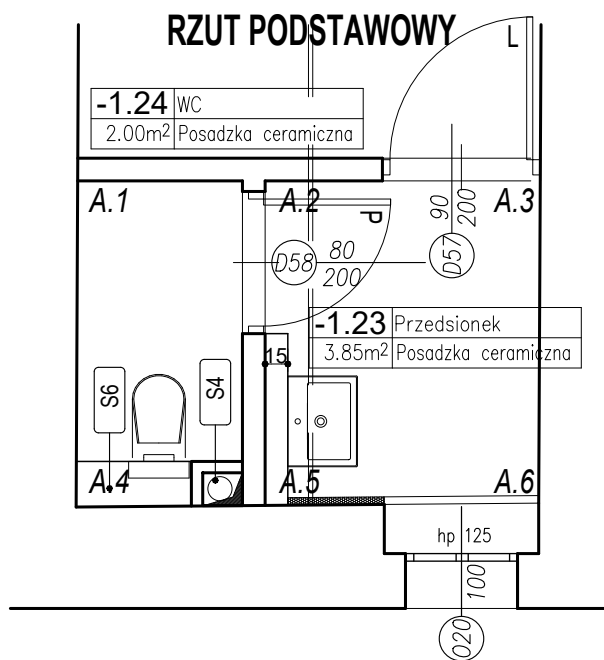 RZUT PODSTAWOWY
L
-1.24 WC
2.00m² Posadzka ceramiczna
A.1
A.2
A.3
P
90
200
D57
D58
80
200
-1.23 Przedsionek
3.85m² Posadzka ceramiczna
15
S6
S4
A.4
A.5
A.6
hp 125
100
O20